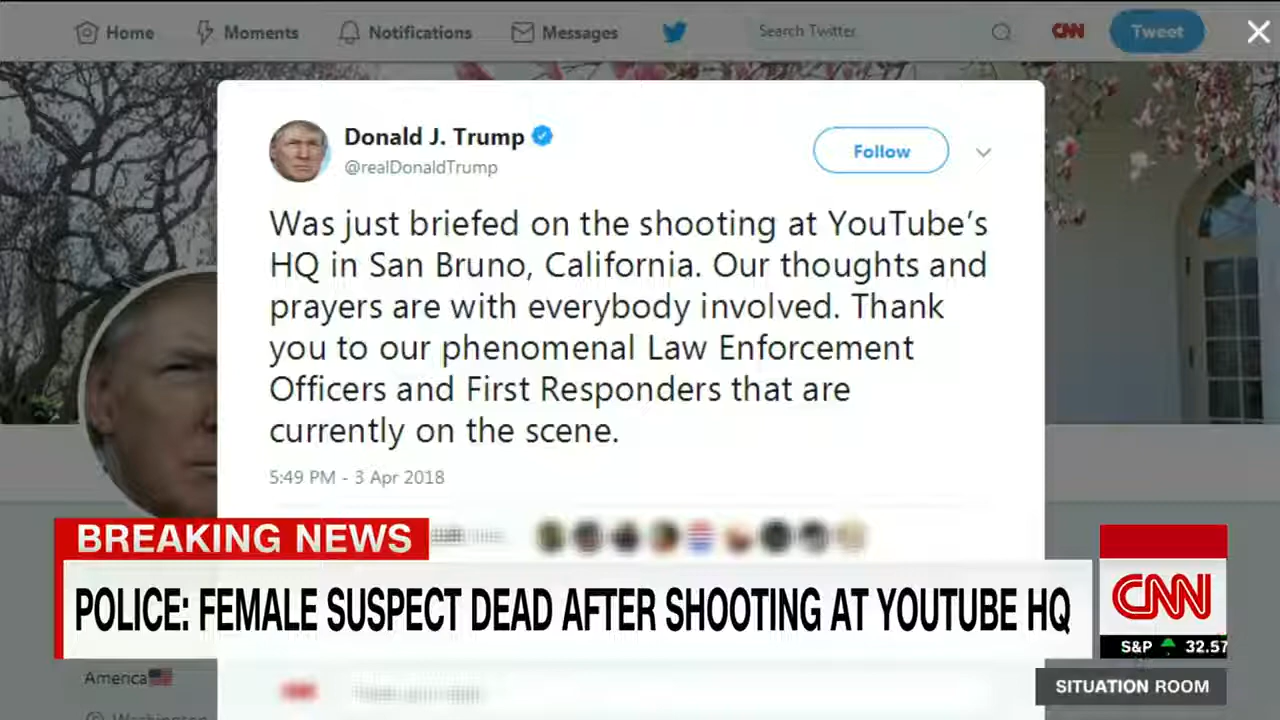 Home
Moments
Notifications
Messages
Search Twitter
CNN
Tweet
Donald J. Trump
@realDonaldTrump
Follow
Was just briefed on the shooting at YouTube's
HQ in San Bruno, California. Our thoughts and
prayers are with everybody involved. Thank
you to our phenomenal Law Enforcement
Officers and First Responders that are
currently on the scene.
5:49 PM - 3 Apr 2018
BREAKING NEWS
POLICE: FEMALE SUSPECT DEAD AFTER SHOOTING AT YOUTUBE HQ
CNN
S&P 32.57
America
Washington
SITUATION ROOM